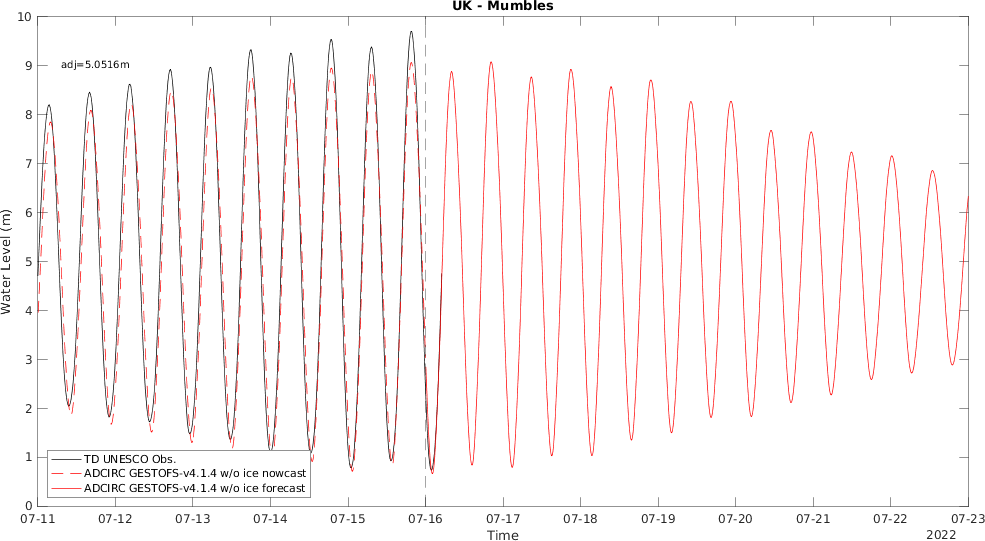 UK - Mumbles
10
9
8
7
6
5
4
3
2
1
0
Water Level (m)
adj=5.0516m
TD UNESCO Obs.
ADCIRC GESTOFS-v4.1.4 w/o ice nowcast
ADCIRC GESTOFS-v4.1.4 w/o ice forecast
07-11 07-12 07-13 07-14 07-15 07-16 07-17 07-18 07-19 07-20 07-21 07-22 07-23
Time
2022